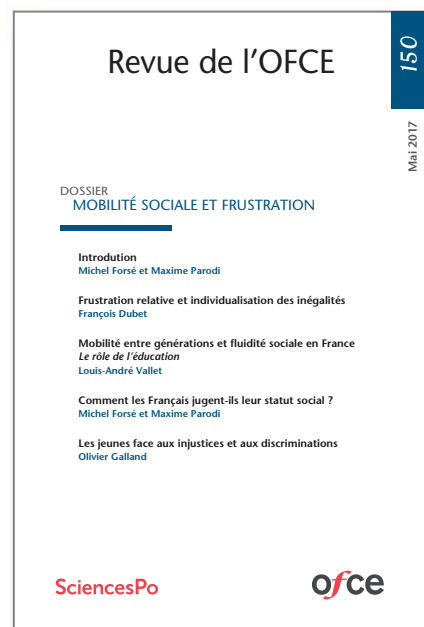 Revue de l'OFCE
150
Mai 2017
DOSSIER
MOBILITÉ SOCIALE ET FRUSTRATION
Introdution
Michel Forsé et Maxime Parodi
Frustration relative et individualisation des inégalités
François Dubet
Mobilité entre générations et fluidité sociale en France
Le rôle de l'éducation
Louis-André Vallet
Comment les Français jugent-ils leur statut social ?
Michel Forsé et Maxime Parodi
Les jeunes face aux injustices et aux discriminations
Olivier Galland
SciencesPo
ofce